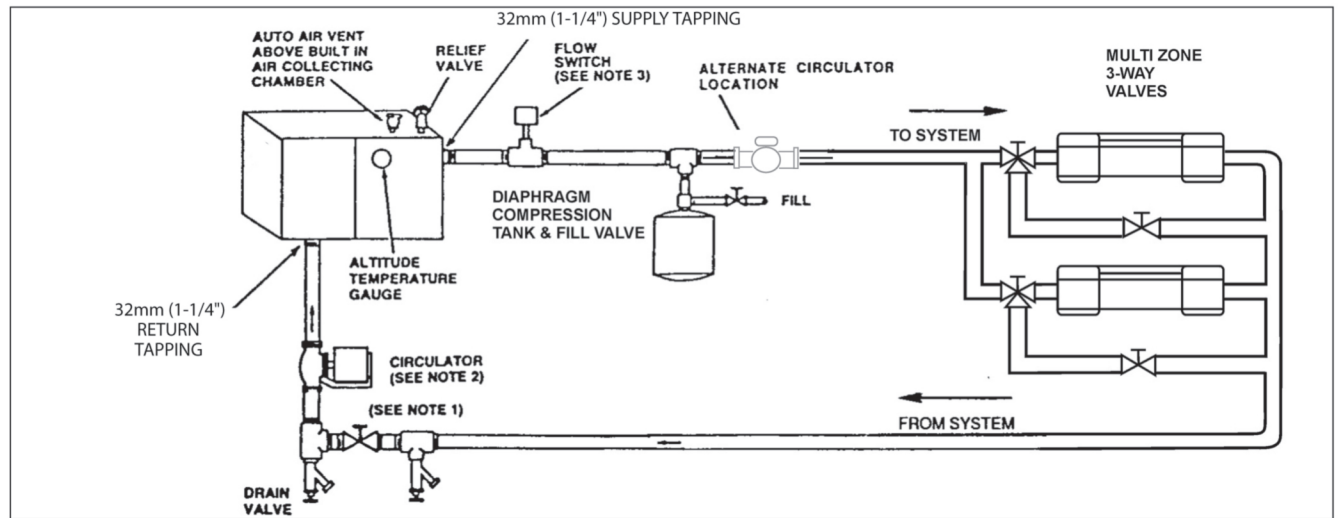 32mm (1-1/4") SUPPLY TAPPING
AUTO AIR VENT
ABOVE BUILT IN
AIR COLLECTING
CHAMBER
RELIEF
VALVE
FLOW
SWITCH
(SEE NOTE 3)
ALTERNATE CIRCULATOR
LOCATION
MULTI ZONE
3-WAY
VALVES
TO SYSTEM
DIAPHRAGM
COMPRESSION
TANK & FILL VALVE
FILL
ALTITUDE
TEMPERATURE
GAUGE
32mm (1-1/4")
RETURN
TAPPING
CIRCULATOR
(SEE NOTE 2)
(SEE NOTE 1)
FROM SYSTEM
DRAIN
VALVE